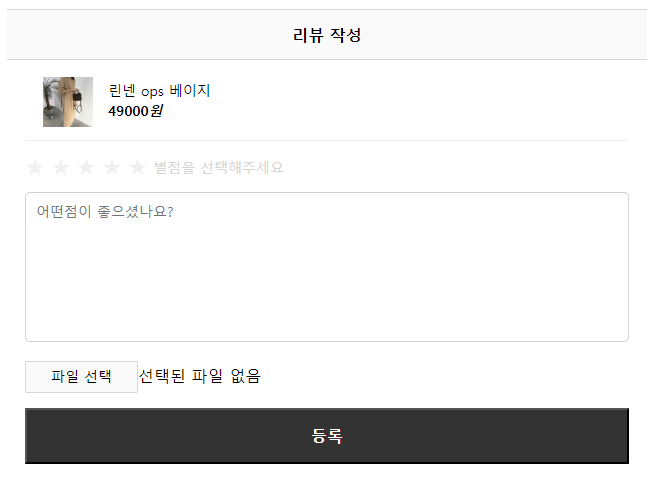 리뷰 작성
린넨 ops 베이지
49000원
★ ★ ★ ★ ★ 별점을 선택해주세요
어떤점이 좋으셨나요?
파일 선택 선택된 파일 없음
등록